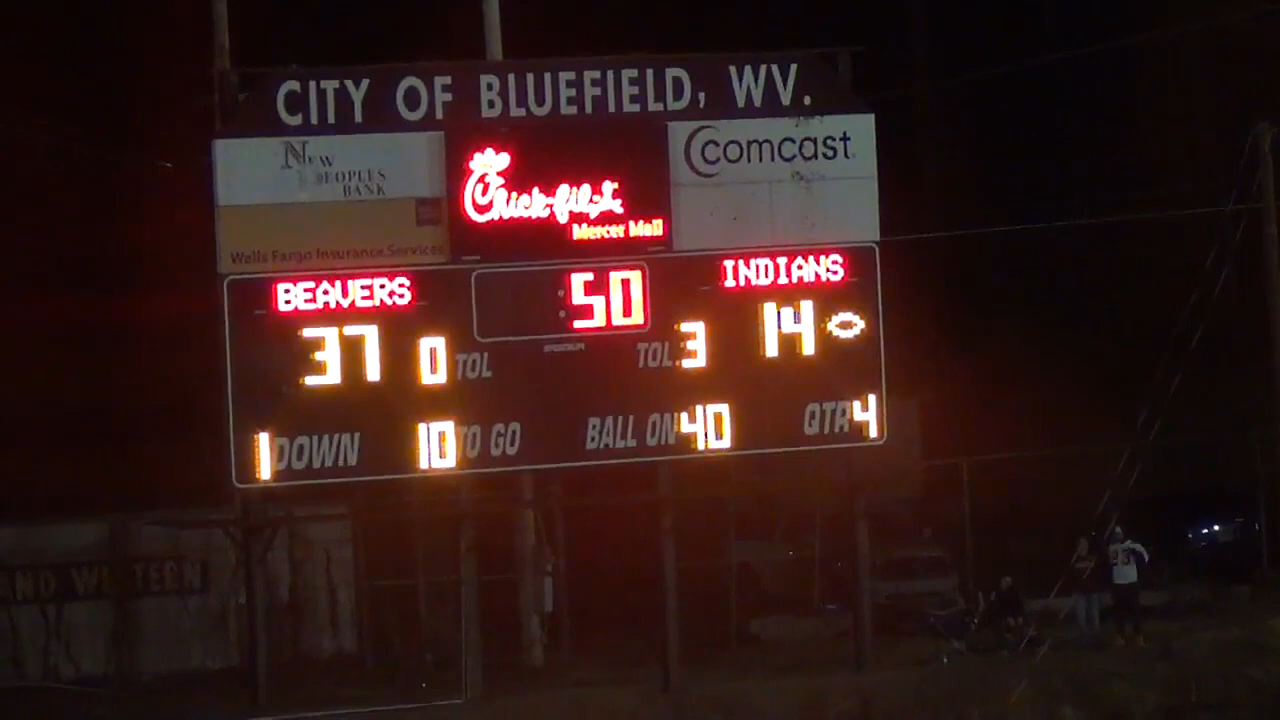 CITY OF BLUEFIELD, WV.
NEW
PEOPLES
BANK
Chick-fil-A
Mercer Mall
comcast
Wells Fargo Insurance Services
BEAVERS
:50
INDIANS
37
0 TOL
TOL 3
14
1 DOWN
10 TO GO
BALL ON 40
QTR 4
33